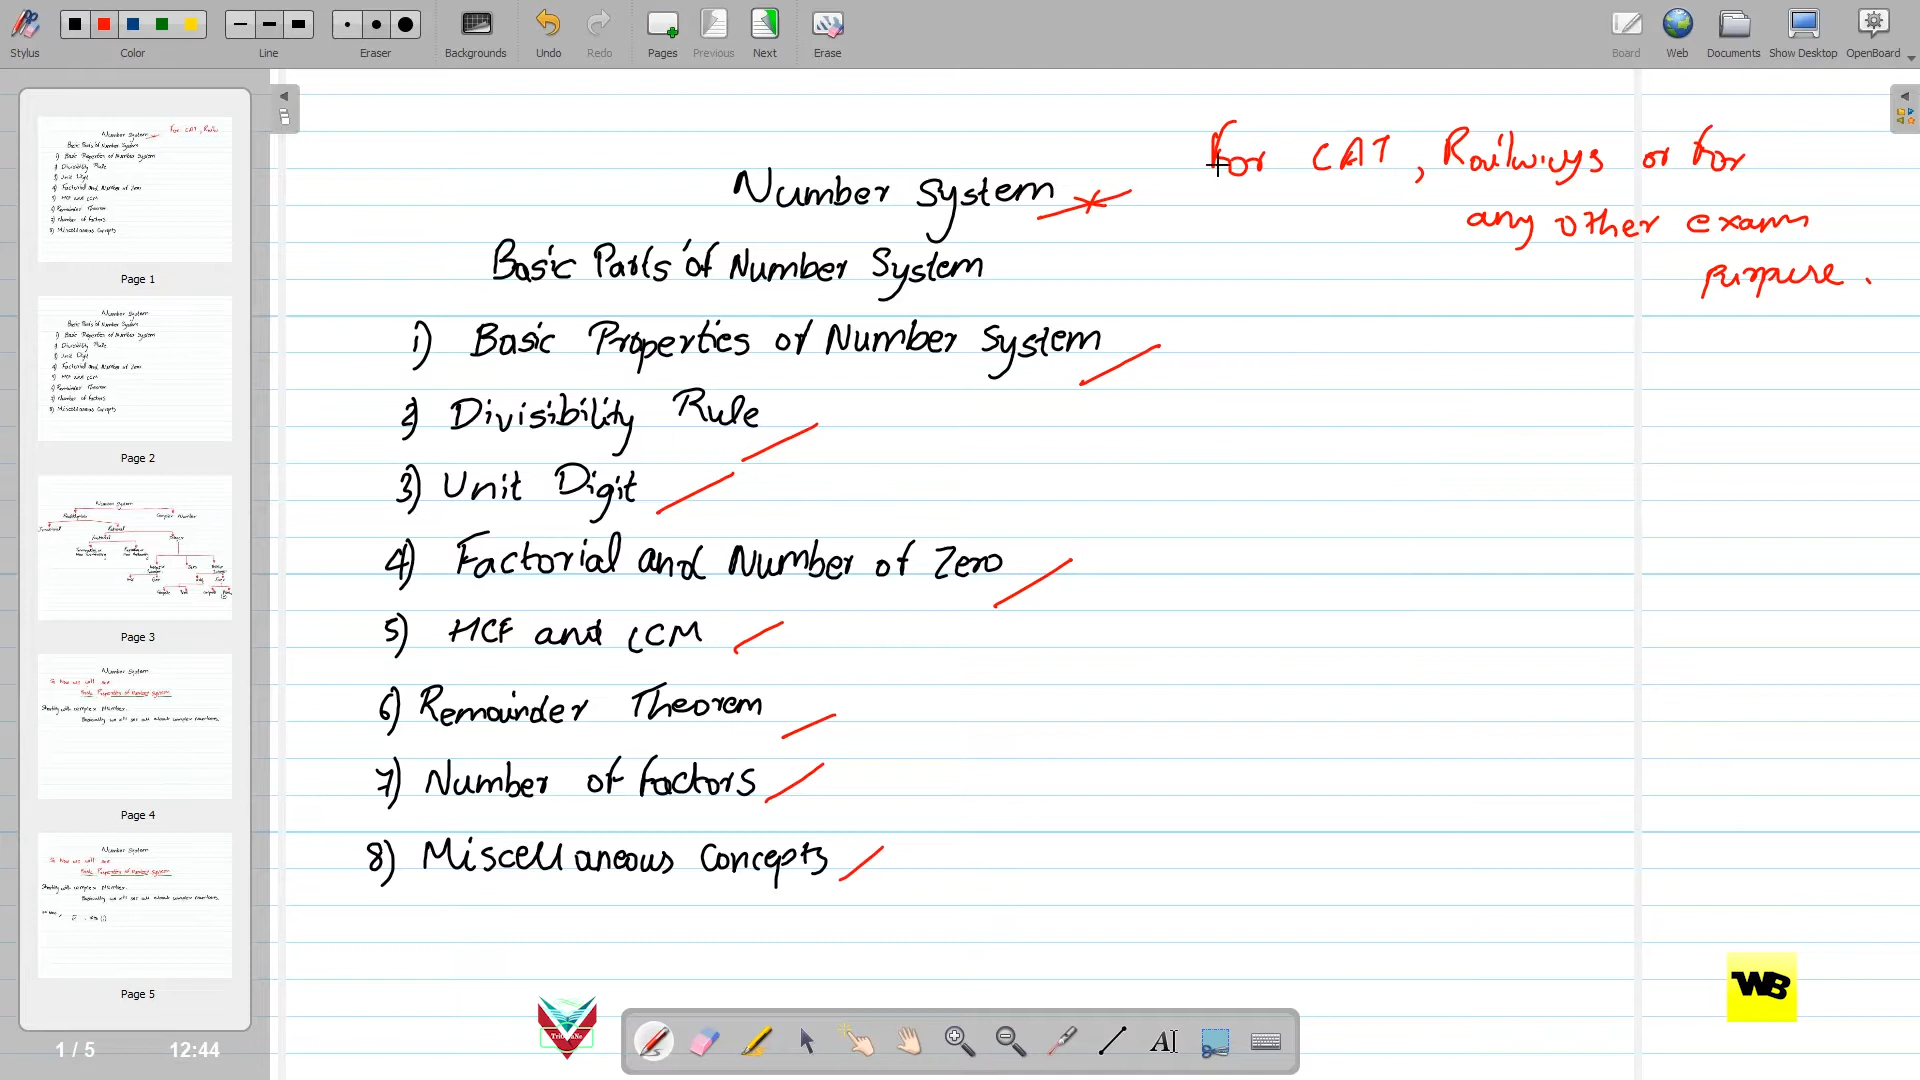 Stylus
Color
Line
Eraser
Backgrounds
Undo
Redo
Pages
Previous
Next
Erase
Board
Web
Documents
Show Desktop
OpenBoard
Page 1
Page 2
Page 3
Page 4
Page 5
1 / 5
12:44
For CAT, Railways or for
any other exam
purpose.
Number System
Basic Parts of Number System
1) Basic Properties of Number System
2) Divisibility Rule
3) Unit Digit
4) Factorial and Number of Zero
5) HCF and LCM
6) Remainder Theorem
7) Number of factors
8) Miscellaneous Concepts
WB